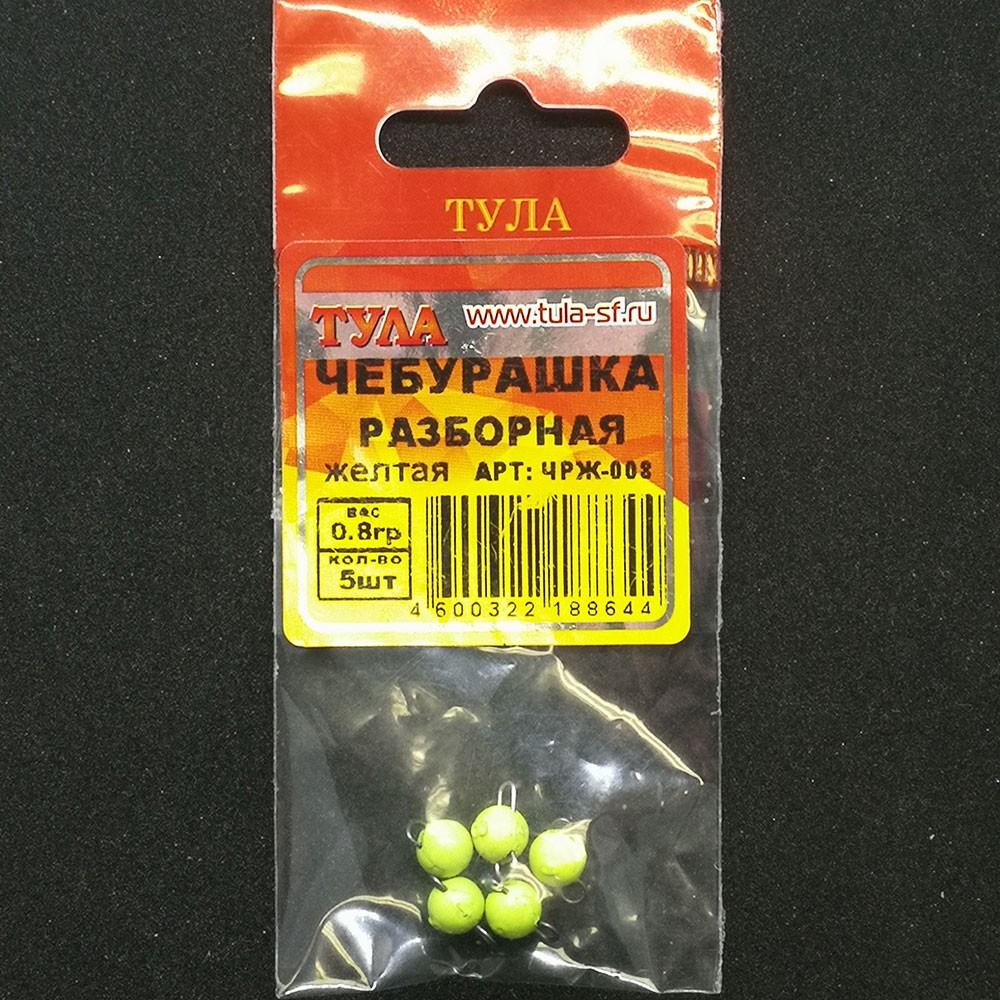 ТУЛА
ТУЛА www.tula-sf.ru
ЧЕБУРАШКА
РАЗБОРНАЯ
желтая АРТ: ЧРЖ-008
вес
0.8гр
кол-во
5шт
4 600322 188644